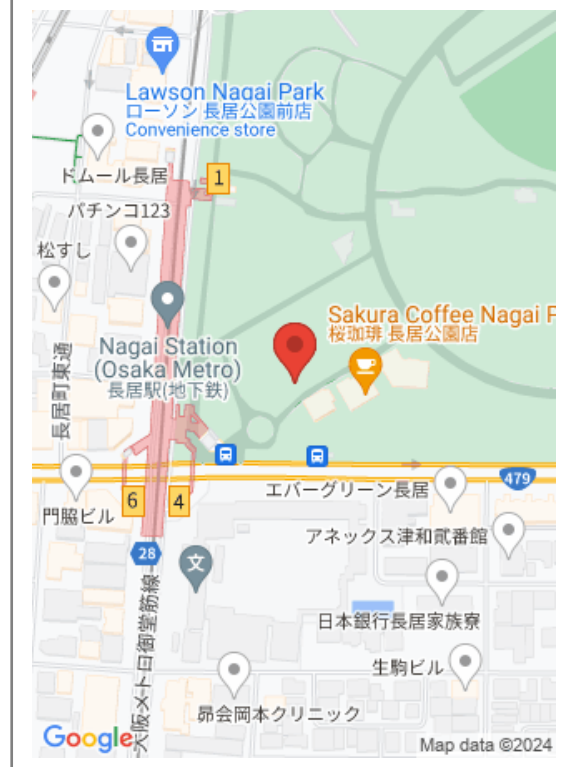 Lawson Nagai Park
ローソン 長居公園前店
Convenience store
ドムール長居
1
パチンコ123
松すし
Sakura Coffee Nagai P
桜珈琲 長居公園店
Nagai Station
(Osaka Metro)
長居駅(地下鉄)
長居町東通
479
エバーグリーン長居
6
4
門脇ビル
アネックス津和貮番館
28
文
日本銀行長居家族寮
大阪メトロ御堂筋線
生駒ビル
昴会岡本クリニック
Google
Map data ©2024